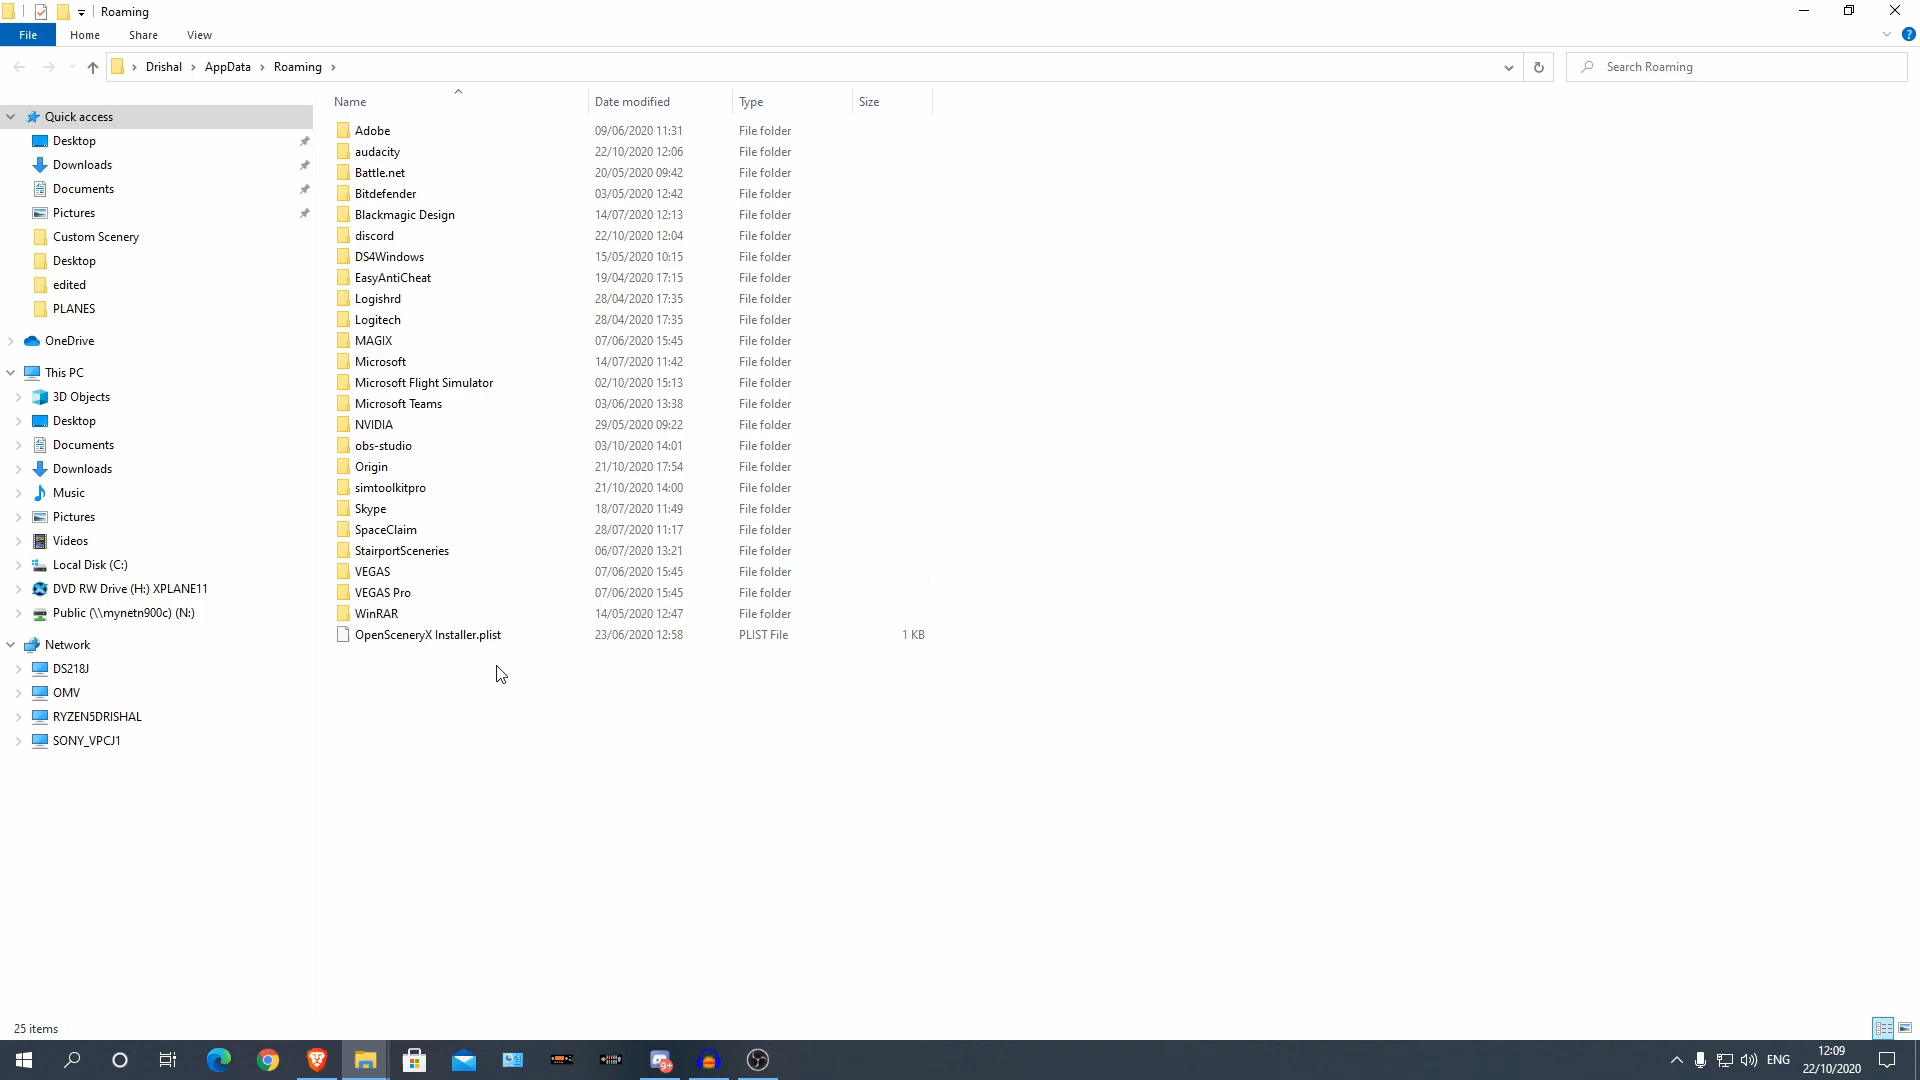 Roaming
File Home Share View
Drishal AppData Roaming
Search Roaming
Name Date modified Type Size
Quick access
Desktop
Downloads
Documents
Pictures
Custom Scenery
Desktop
edited
PLANES
OneDrive
This PC
3D Objects
Desktop
Documents
Downloads
Music
Pictures
Videos
Local Disk (C:)
DVD RW Drive (H:) XPLANE11
Public (\\mynetn900c) (N:)
Network
DS218J
OMV
RYZEN5DRISHAL
SONY_VPCJ1
Adobe 09/06/2020 11:31 File folder
audacity 22/10/2020 12:06 File folder
Battle.net 20/05/2020 09:42 File folder
Bitdefender 03/05/2020 12:42 File folder
Blackmagic Design 14/07/2020 12:13 File folder
discord 22/10/2020 12:04 File folder
DS4Windows 15/05/2020 10:15 File folder
EasyAntiCheat 19/04/2020 17:15 File folder
Logishrd 28/04/2020 17:35 File folder
Logitech 28/04/2020 17:35 File folder
MAGIX 07/06/2020 15:45 File folder
Microsoft 14/07/2020 11:42 File folder
Microsoft Flight Simulator 02/10/2020 15:13 File folder
Microsoft Teams 03/06/2020 13:38 File folder
NVIDIA 29/05/2020 09:22 File folder
obs-studio 03/10/2020 14:01 File folder
Origin 21/10/2020 17:54 File folder
simtoolkitpro 21/10/2020 14:00 File folder
Skype 18/07/2020 11:49 File folder
SpaceClaim 28/07/2020 11:17 File folder
StairportSceneries 06/07/2020 13:21 File folder
VEGAS 07/06/2020 15:45 File folder
VEGAS Pro 07/06/2020 15:45 File folder
WinRAR 14/05/2020 12:47 File folder
OpenSceneryX Installer.plist 23/06/2020 12:58 PLIST File 1 KB
25 items
9+
ENG
12:09
22/10/2020